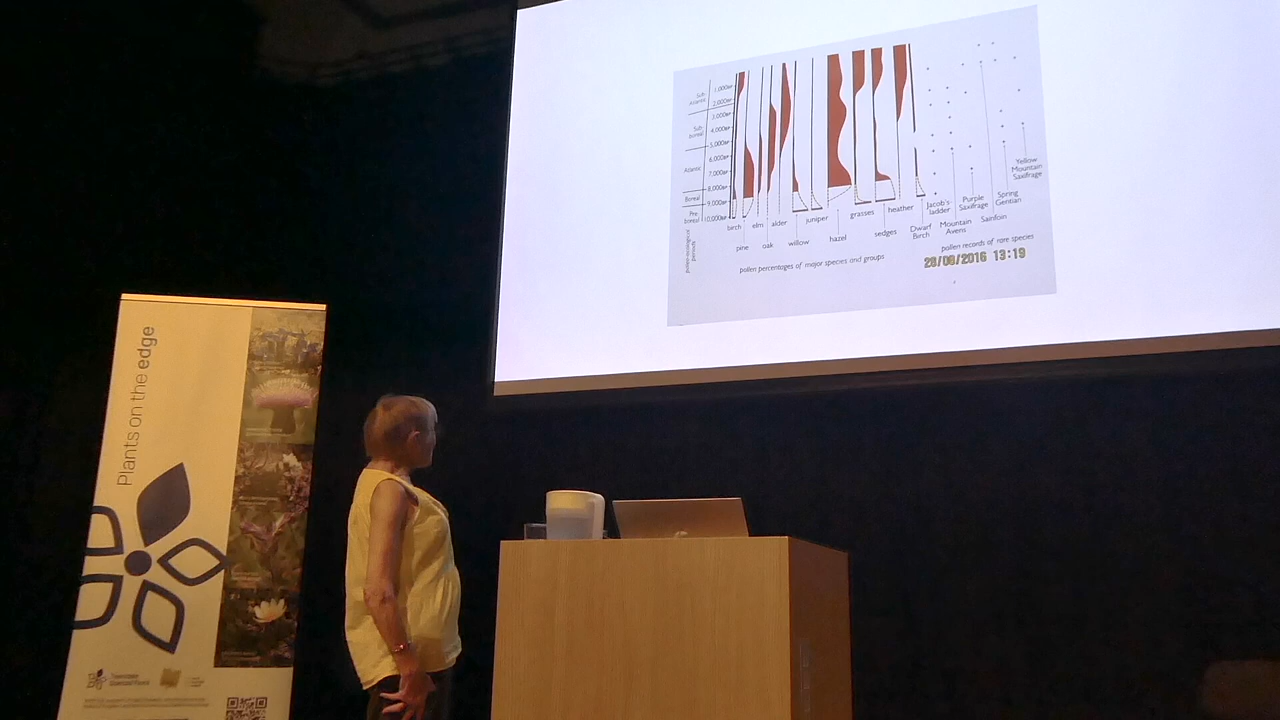 Sub-
Atlantic
Sub-
boreal
Atlantic
Boreal
Pre-
boreal
1,000BP
2,000BP
3,000BP
4,000BP
5,000BP
6,000BP
7,000BP
8,000BP
9,000BP
10,000BP
birch
pine
elm
oak
alder
willow
juniper
hazel
grasses
sedges
heather
Dwarf
Birch
Jacob's-
ladder
Mountain
Avens
Purple
Saxifrage
Sainfoin
Spring
Gentian
Yellow
Mountain
Saxifrage
pollen percentages of major species and groups
pollen records of rare species
28/08/2016 13:19
Plants on the edge